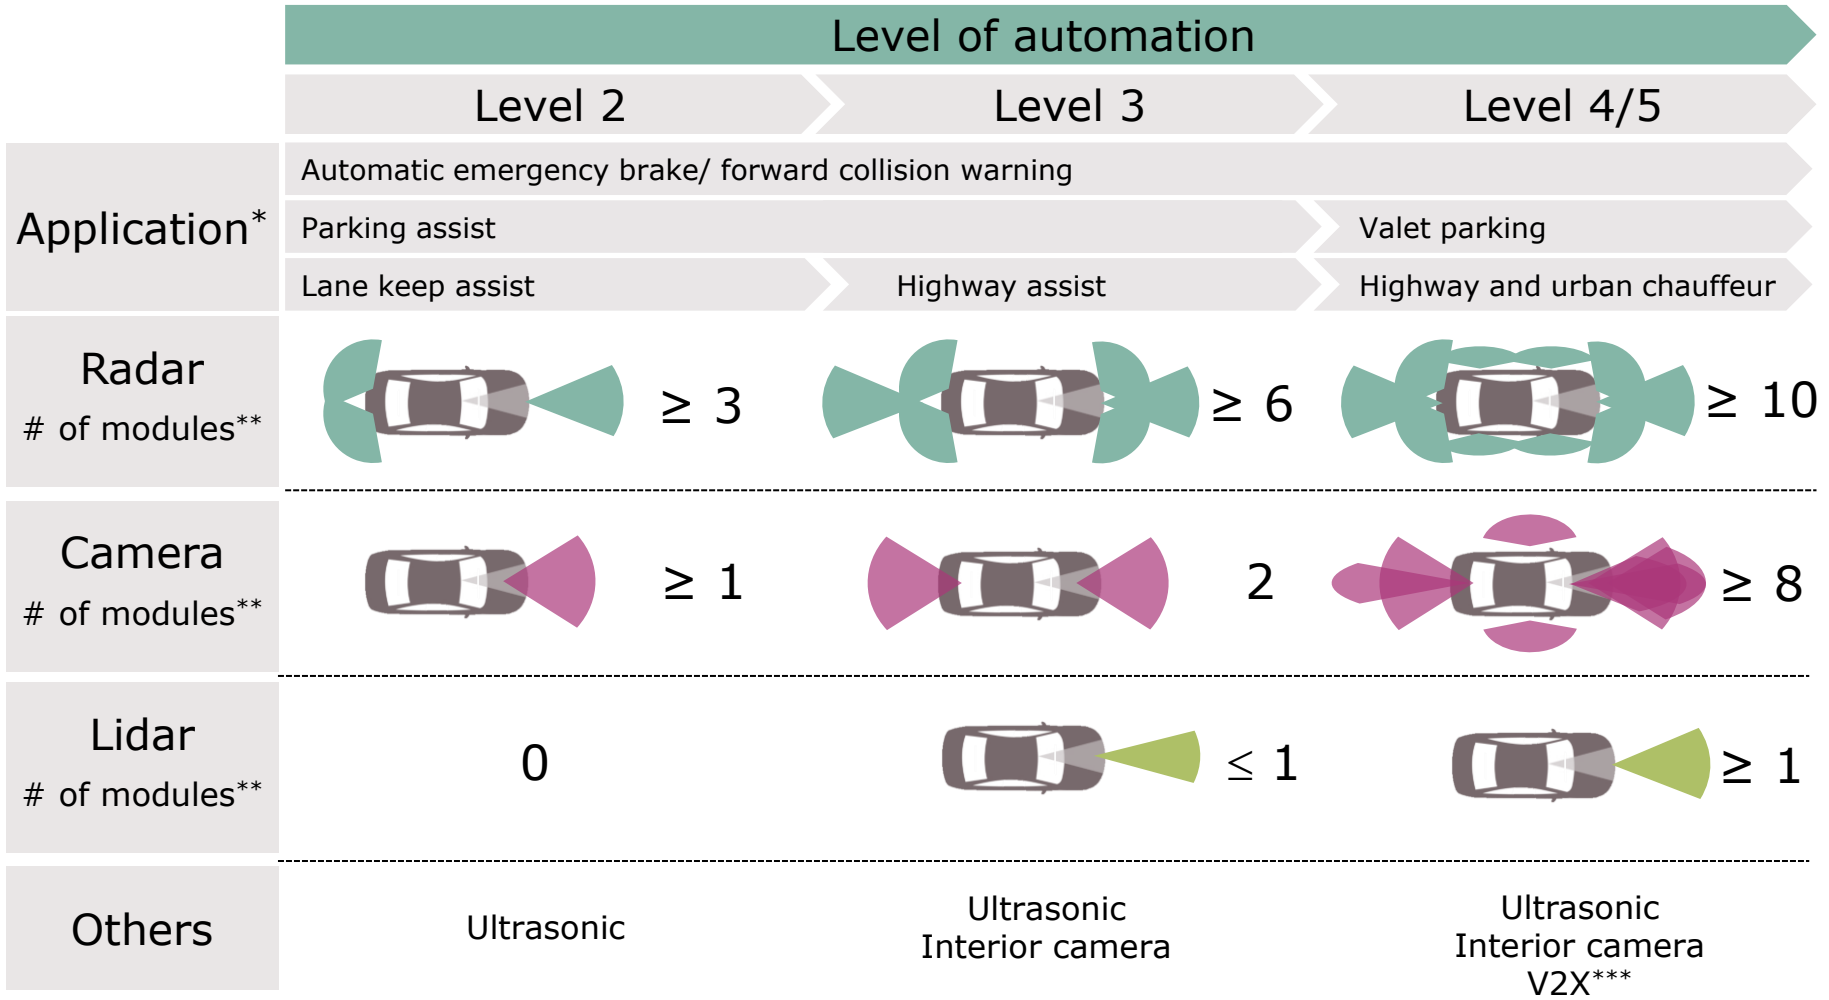 Level of automation
Level 2
Level 3
Level 4/5
Application*
Automatic emergency brake/ forward collision warning
Parking assist
Valet parking
Lane keep assist
Highway assist
Highway and urban chauffeur
Radar
# of modules**
≥ 3
≥ 6
≥ 10
Camera
# of modules**
≥ 1
2
≥ 8
Lidar
# of modules**
0
≤ 1
≥ 1
Others
Ultrasonic
Ultrasonic
Interior camera
Ultrasonic
Interior camera
V2X***